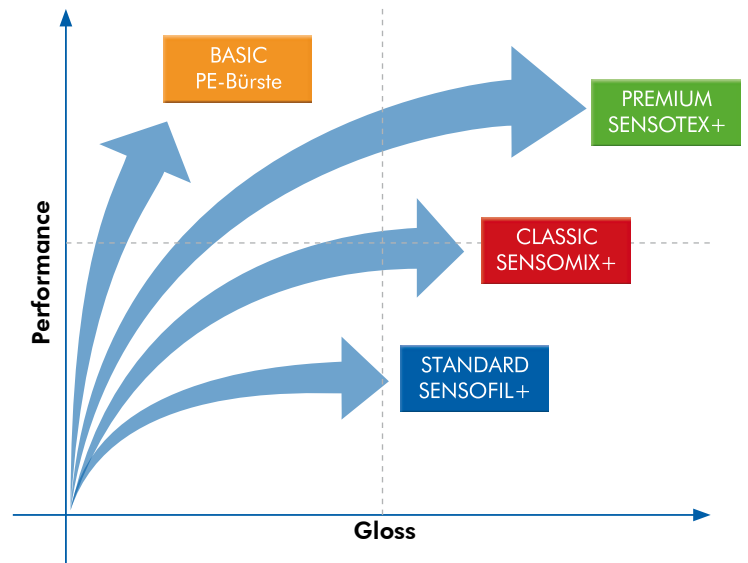 BASIC
PE-Bürste
PREMIUM
SENSOTEX+
CLASSIC
SENSOMIX+
STANDARD
SENSOFIL+
Performance
Gloss